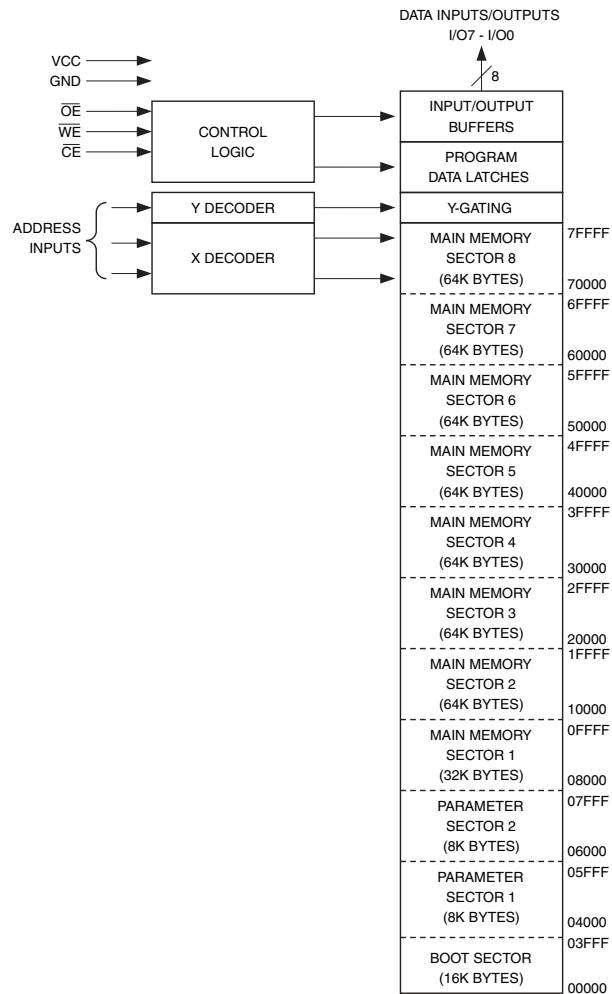 DATA INPUTS/OUTPUTS
I/O7 - I/O0
8
VCC
GND
OE
WE
CE
CONTROL
LOGIC
INPUT/OUTPUT
BUFFERS
PROGRAM
DATA LATCHES
ADDRESS
INPUTS
Y DECODER
Y-GATING
X DECODER
MAIN MEMORY
SECTOR 8
(64K BYTES)
7FFFF
70000
MAIN MEMORY
SECTOR 7
(64K BYTES)
6FFFF
60000
MAIN MEMORY
SECTOR 6
(64K BYTES)
5FFFF
50000
MAIN MEMORY
SECTOR 5
(64K BYTES)
4FFFF
40000
MAIN MEMORY
SECTOR 4
(64K BYTES)
3FFFF
30000
MAIN MEMORY
SECTOR 3
(64K BYTES)
2FFFF
20000
MAIN MEMORY
SECTOR 2
(64K BYTES)
1FFFF
10000
MAIN MEMORY
SECTOR 1
(32K BYTES)
0FFFF
08000
PARAMETER
SECTOR 2
(8K BYTES)
07FFF
06000
PARAMETER
SECTOR 1
(8K BYTES)
05FFF
04000
BOOT SECTOR
(16K BYTES)
03FFF
00000